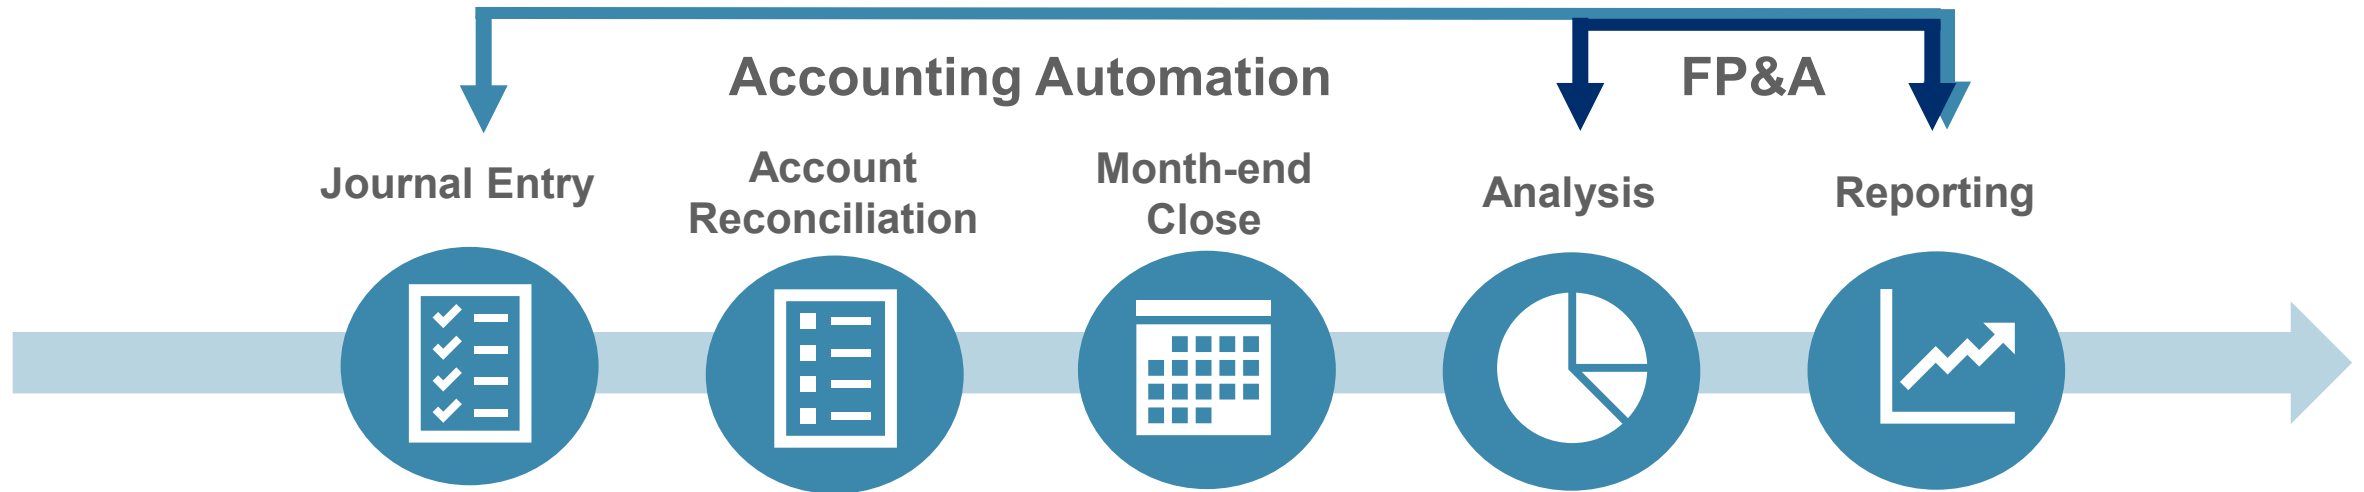 Accounting Automation
FP&A
Journal Entry
Account
Reconciliation
Month-end
Close
Analysis
Reporting